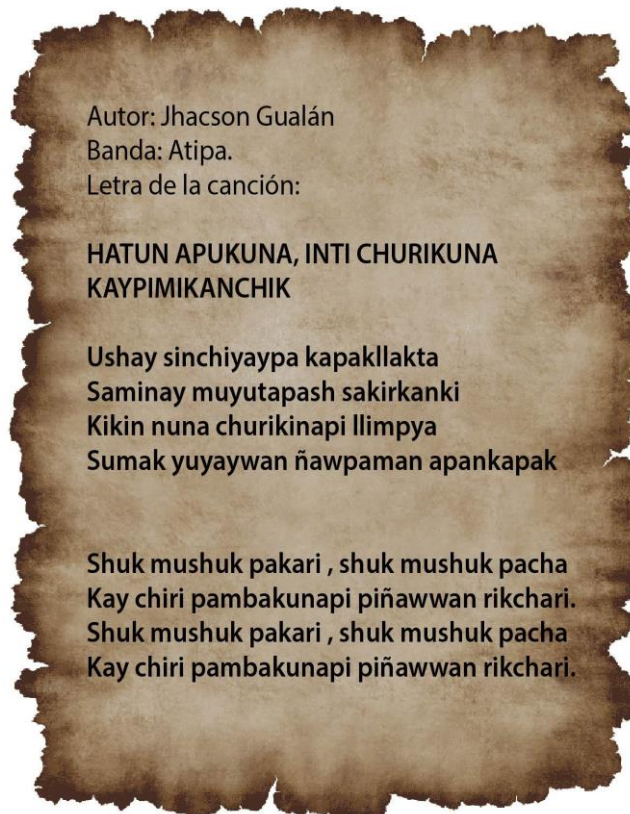 Autor: Jhacson Gualán
Banda: Atipa.
Letra de la canción:
HATUN APUKUNA, INTI CHURIKUNA
KAYPIMIKANCHIK
Ushay sinchiyaypa kapakllakta
Saminay muyutapash sakirkanki
Kikin nuna churikinapi llimpya
Sumak yuyaywan ñawpaman apankapak
Shuk mushuk pakari , shuk mushuk pacha
Kay chiri pambakunapi piñawwan rikchari.
Shuk mushuk pakari , shuk mushuk pacha
Kay chiri pambakunapi piñawwan rikchari.